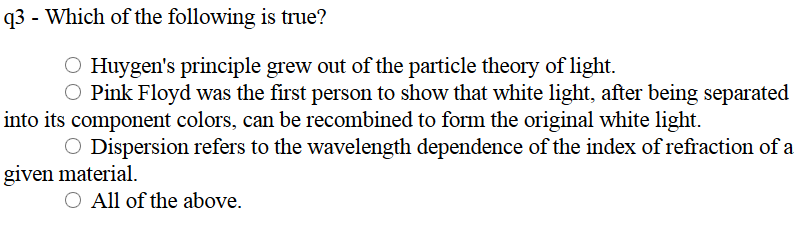 q3 - Which of the following is true?
Huygen's principle grew out of the particle theory of light.
Pink Floyd was the first person to show that white light, after being separated
into its component colors, can be recombined to form the original white light.
Dispersion refers to the wavelength dependence of the index of refraction of a
given material.
All of the above.